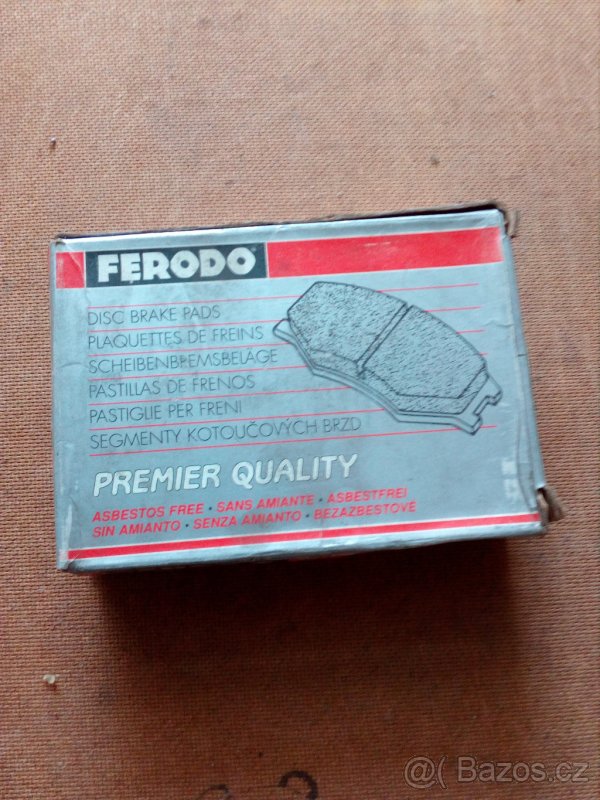 FERODO
DISC BRAKE PADS
PLAQUETTES DE FREINS
SCHEIBENBREMSBELÄGE
PASTILLAS DE FRENOS
PASTIGLIE PER FRENI
SEGMENTY KOTOUČOVÝCH BRZD
PREMIER QUALITY
ASBESTOS FREE · SANS AMIANTE · ASBESTFREI
SIN AMIANTO · SENZA AMIANTO · BEZAZBESTOVÉ
@( Bazos.cz